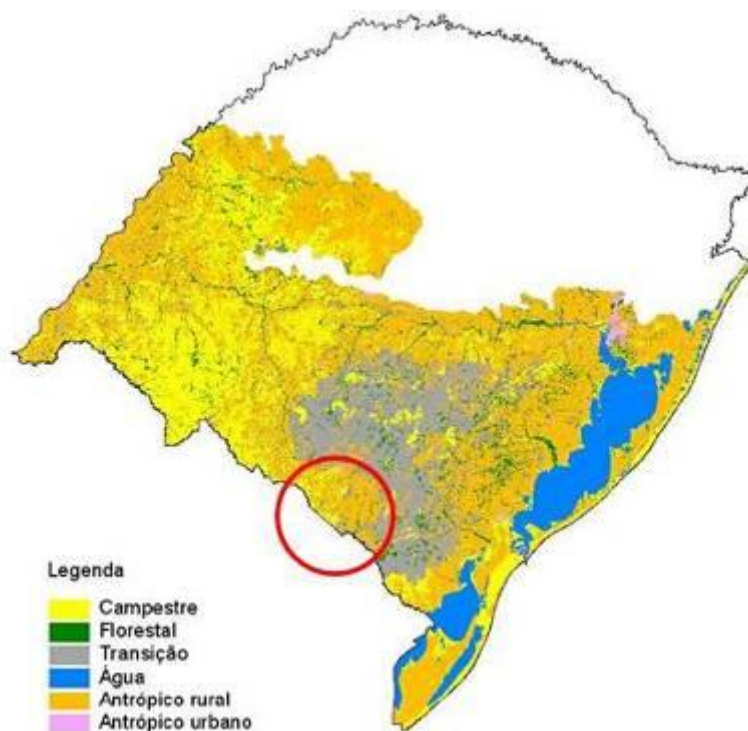 Legenda
Campestre
Florestal
Transição
Água
Antrópico rural
Antrópico urbano